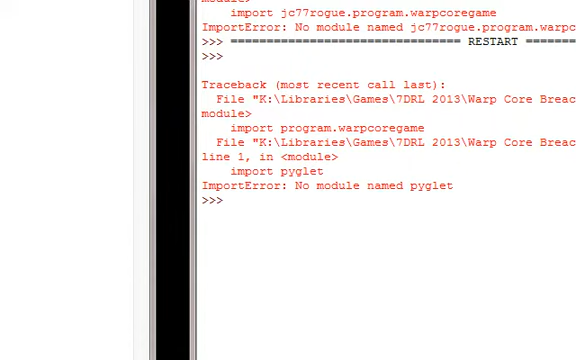 module>
import jc77rogue.program.warpcoregame
ImportError: No module named jc77rogue.program.warpc
>>> ================================ RESTART =======
>>>
Traceback (most recent call last):
File "K:\Libraries\Games\7DRL 2013\Warp Core Breac
module>
import program.warpcoregame
File "K:\Libraries\Games\7DRL 2013\Warp Core Breac
line 1, in <module>
import pyglet
ImportError: No module named pyglet
>>>